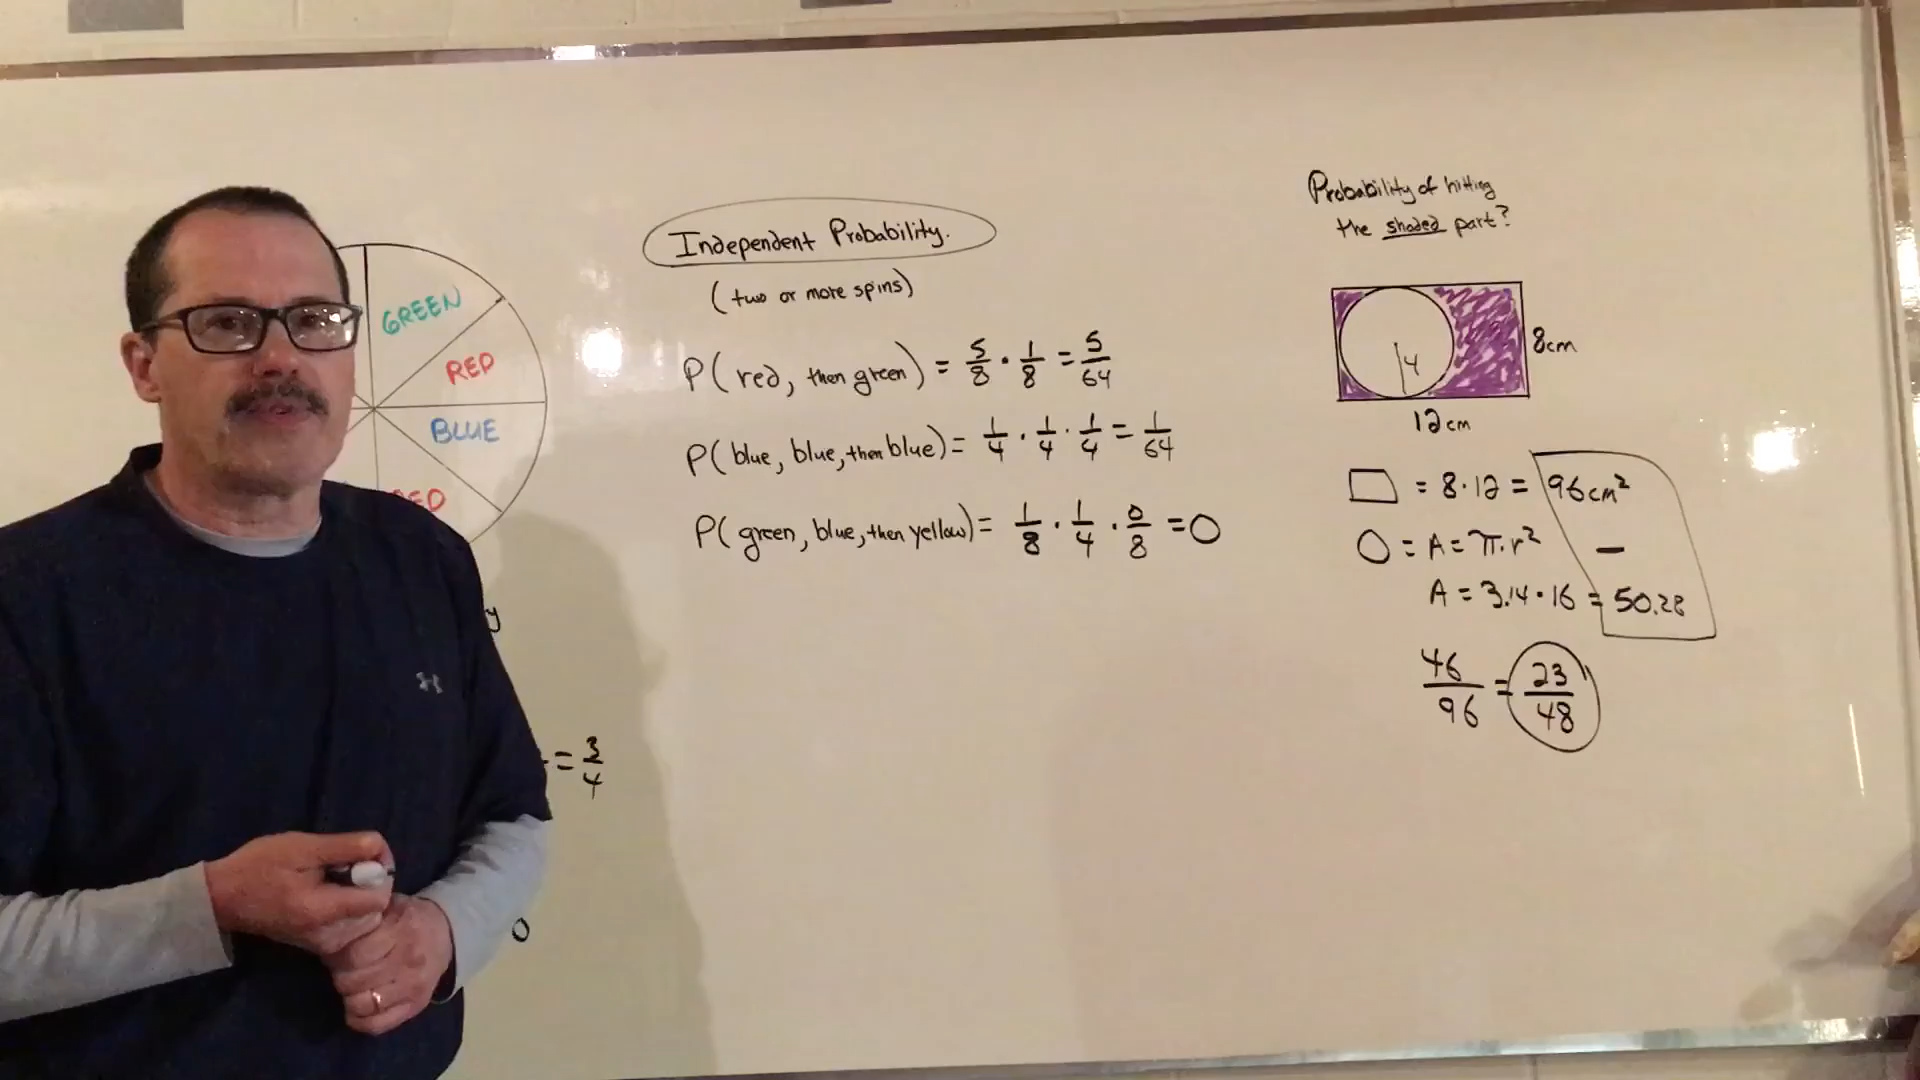 GREEN
RED
BLUE
RED
y
= 3/4
0
Independent Probability.
(two or more spins)
P(red, then green) = 5/8 · 1/8 = 5/64
P(blue, blue, then blue) = 1/4 · 1/4 · 1/4 = 1/64
P(green, blue, then yellow) = 1/8 · 1/4 · 0/8 = 0
Probability of hitting
the shaded part?
4
8cm
12cm
= 8·12 = 96cm²
= A = π·r² −
A = 3.14·16 = 50.28
46/96 = 23/48